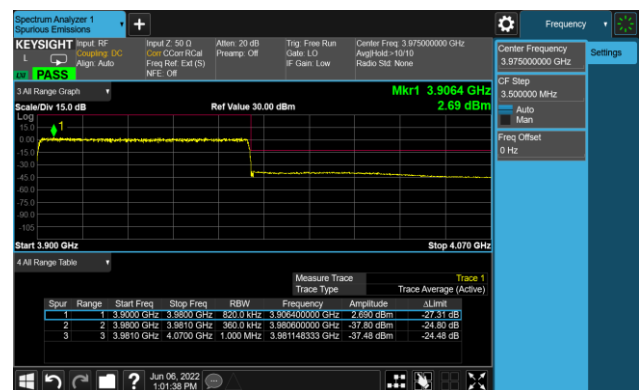 Spectrum Analyzer 1
Spurious Emissions
Frequency
KEYSIGHT Input: RF Input Z: 50 Ω Atten: 20 dB Trig: Free Run Center Freq: 3.975000000 GHz
Coupling: DC Corr CCorr RCal Preamp: Off Gate: LO Avg|Hold:>10/10
L Align: Auto Freq Ref: Ext (S) IF Gain: Low Radio Std: None
NFE: Off
PASS
Center Frequency
3.975000000 GHz
Settings
CF Step
3.500000 MHz
Auto
Man
Freq Offset
0 Hz
3 All Range Graph
Mkr1 3.9064 GHz
Scale/Div 15.0 dB Ref Value 30.00 dBm 2.69 dBm
Log
15.0
0.00
-15.0
-30.0
-45.0
-60.0
-75.0
-90.0
-105
1
Start 3.900 GHz Stop 4.070 GHz
4 All Range Table
Measure Trace Trace 1
Trace Type Trace Average (Active)
Spur Range Start Freq Stop Freq RBW Frequency Amplitude ΔLimit
1 1 3.9000 GHz 3.9800 GHz 820.0 kHz 3.906400000 GHz 2.690 dBm -27.31 dB
2 2 3.9800 GHz 3.9810 GHz 360.0 kHz 3.980600000 GHz -37.80 dBm -24.80 dB
3 3 3.9810 GHz 4.0700 GHz 1.000 MHz 3.981148333 GHz -37.48 dBm -24.48 dB
Jun 06, 2022
1:01:38 PM